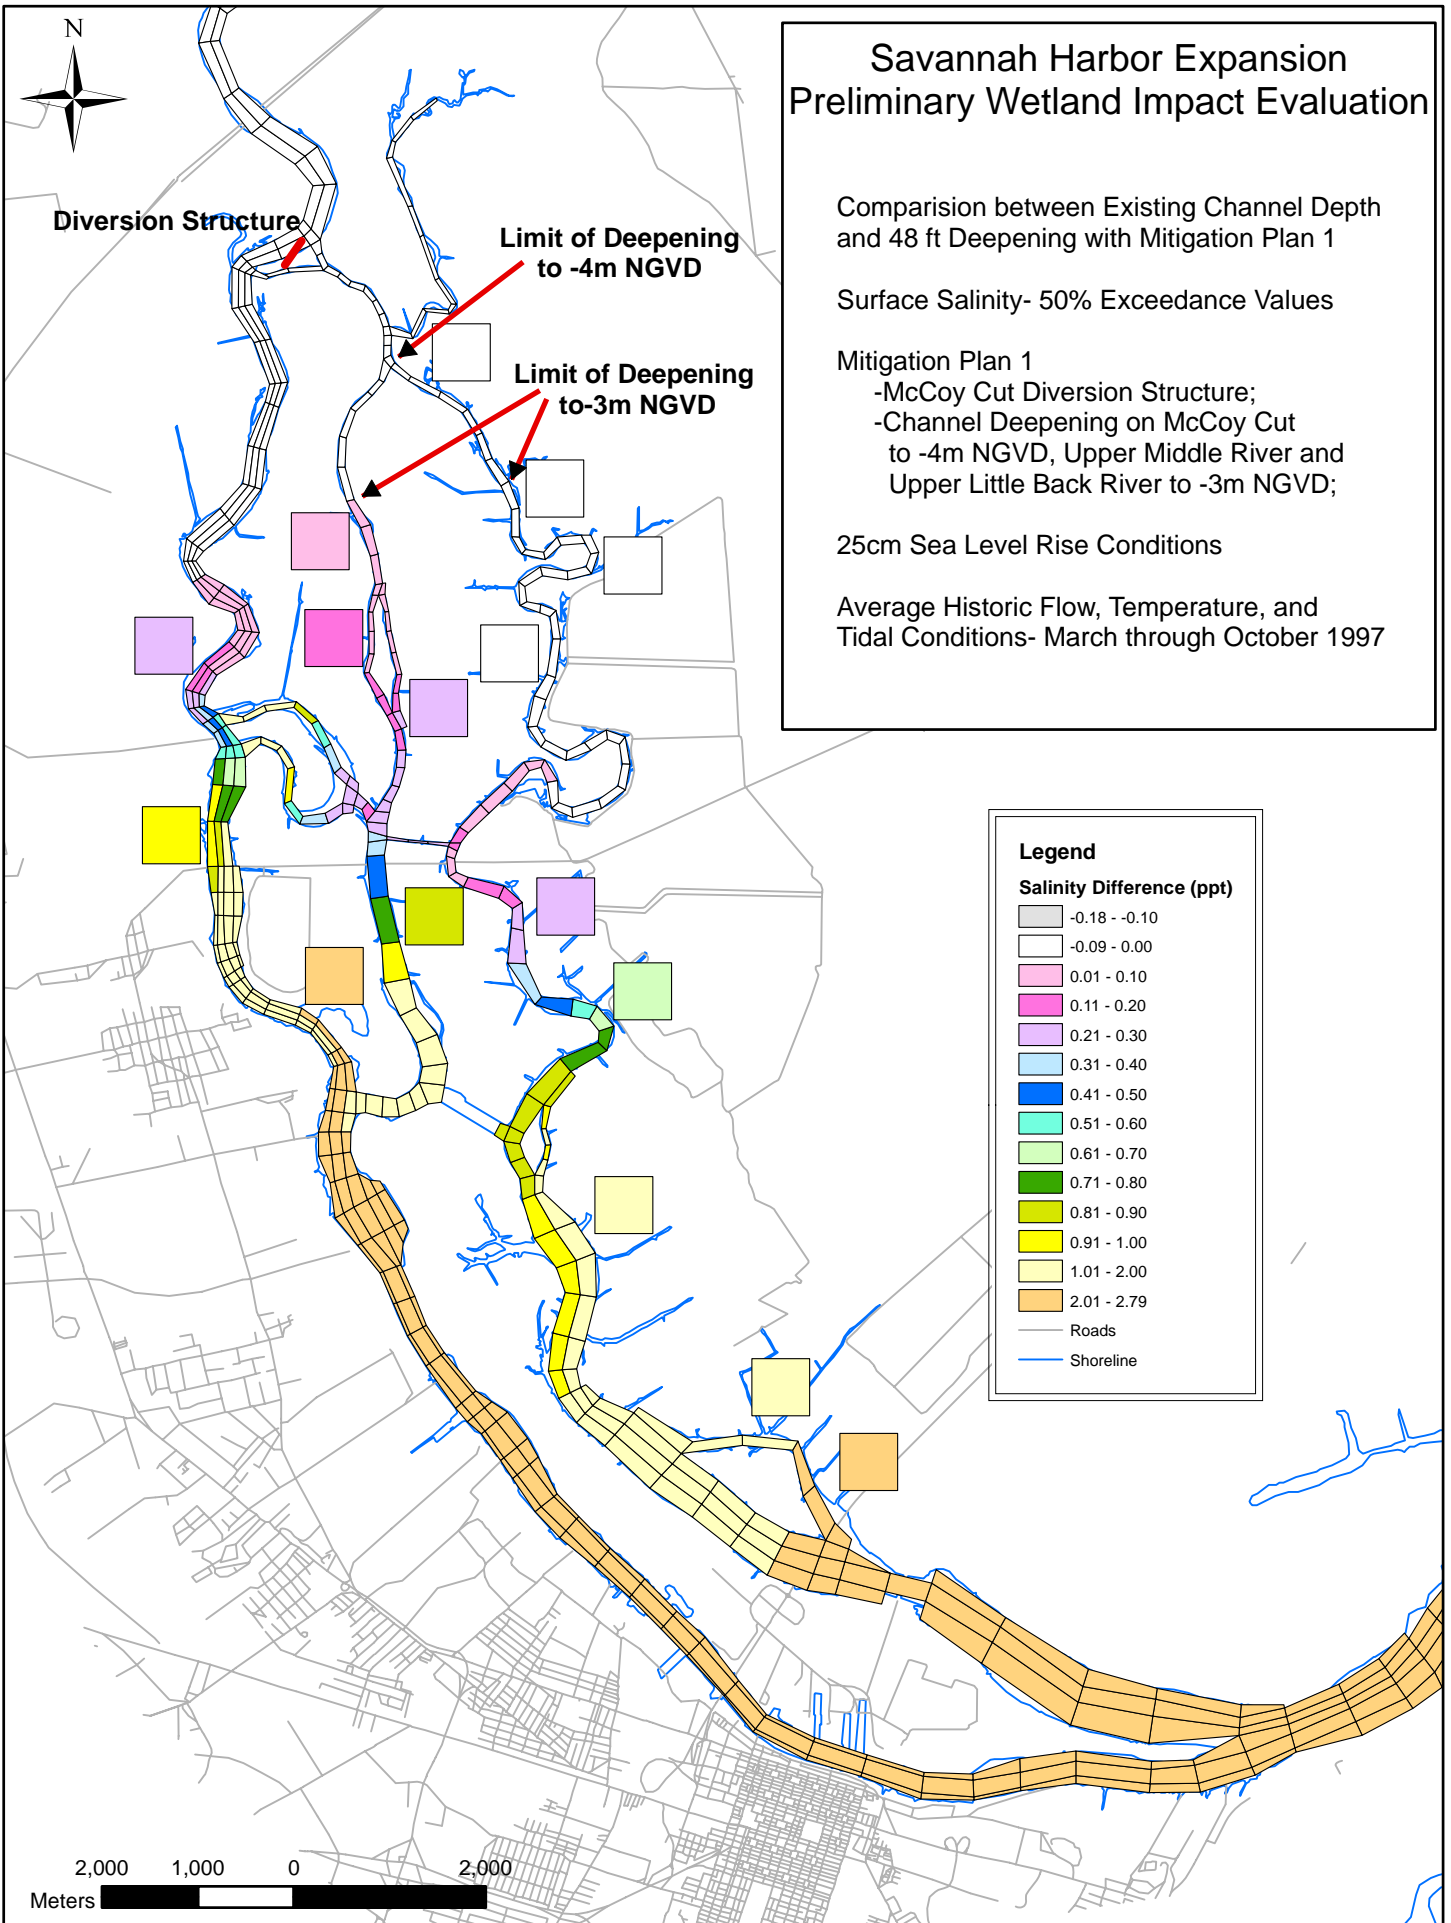 N
Savannah Harbor Expansion
Preliminary Wetland Impact Evaluation
Comparision between Existing Channel Depth
and 48 ft Deepening with Mitigation Plan 1
Surface Salinity- 50% Exceedance Values
Mitigation Plan 1
-McCoy Cut Diversion Structure;
-Channel Deepening on McCoy Cut
to -4m NGVD, Upper Middle River and
Upper Little Back River to -3m NGVD;
25cm Sea Level Rise Conditions
Average Historic Flow, Temperature, and
Tidal Conditions- March through October 1997
Diversion Structure
Limit of Deepening
to -4m NGVD
Limit of Deepening
to-3m NGVD
Legend
Salinity Difference (ppt)
-0.18 - -0.10
-0.09 - 0.00
0.01 - 0.10
0.11 - 0.20
0.21 - 0.30
0.31 - 0.40
0.41 - 0.50
0.51 - 0.60
0.61 - 0.70
0.71 - 0.80
0.81 - 0.90
0.91 - 1.00
1.01 - 2.00
2.01 - 2.79
Roads
Shoreline
2,000 1,000 0 2,000
Meters